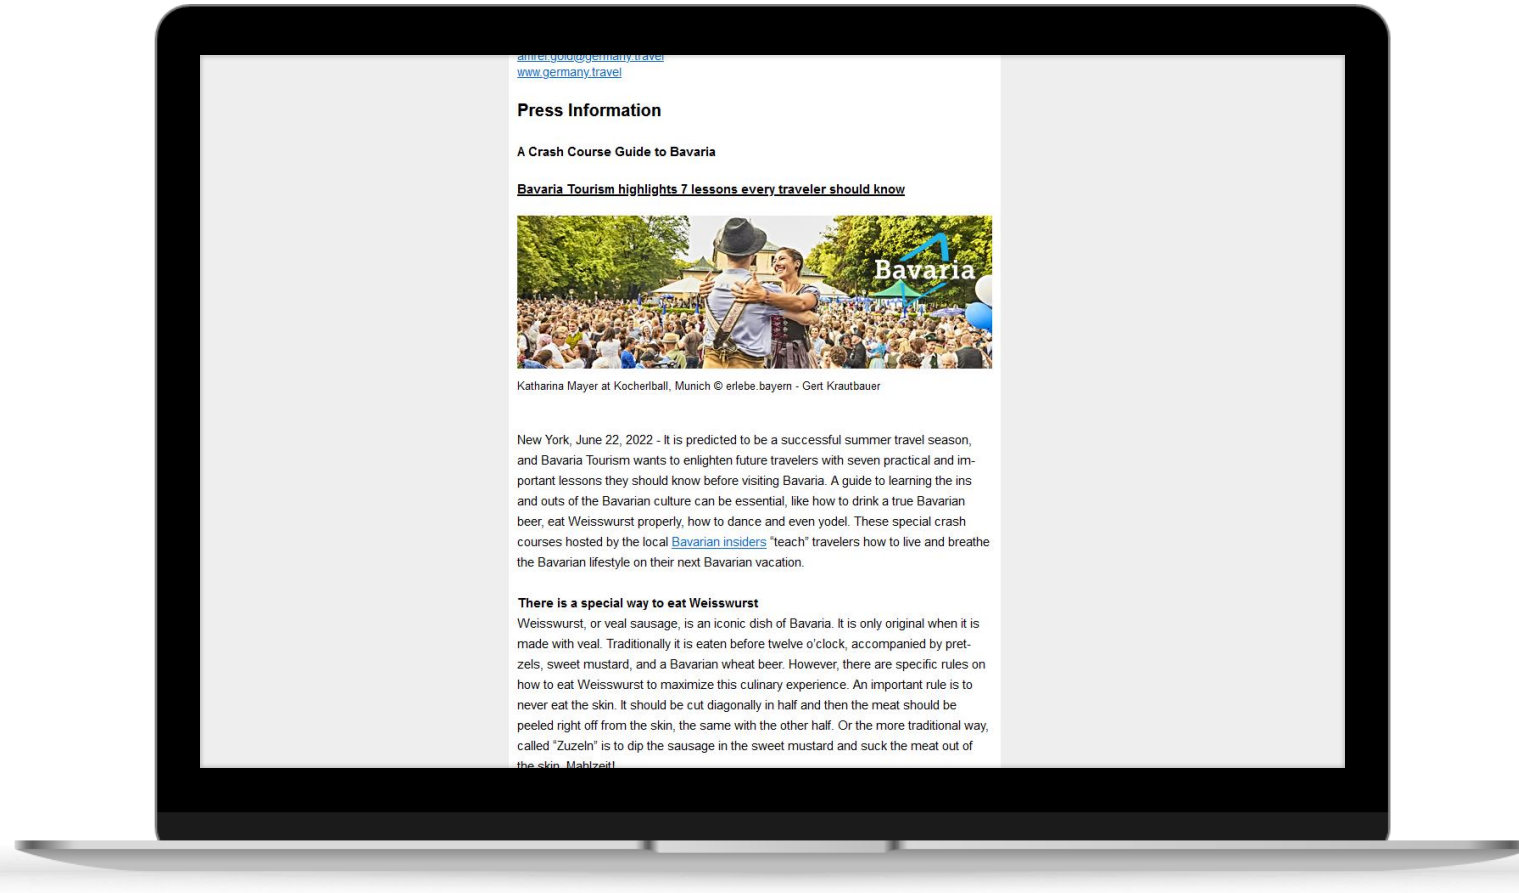 amrei.gold@germany.travel
www.germany.travel
Press Information
A Crash Course Guide to Bavaria
Bavaria Tourism highlights 7 lessons every traveler should know
Bavaria
Katharina Mayer at Kocherlball, Munich © erlebe.bayern - Gert Krautbauer
New York, June 22, 2022 - It is predicted to be a successful summer travel season,
and Bavaria Tourism wants to enlighten future travelers with seven practical and im-
portant lessons they should know before visiting Bavaria. A guide to learning the ins
and outs of the Bavarian culture can be essential, like how to drink a true Bavarian
beer, eat Weisswurst properly, how to dance and even yodel. These special crash
courses hosted by the local Bavarian insiders “teach” travelers how to live and breathe
the Bavarian lifestyle on their next Bavarian vacation.
There is a special way to eat Weisswurst
Weisswurst, or veal sausage, is an iconic dish of Bavaria. It is only original when it is
made with veal. Traditionally it is eaten before twelve o’clock, accompanied by pret-
zels, sweet mustard, and a Bavarian wheat beer. However, there are specific rules on
how to eat Weisswurst to maximize this culinary experience. An important rule is to
never eat the skin. It should be cut diagonally in half and then the meat should be
peeled right off from the skin, the same with the other half. Or the more traditional way,
called “Zuzeln” is to dip the sausage in the sweet mustard and suck the meat out of
the skin. Mahlzeit!